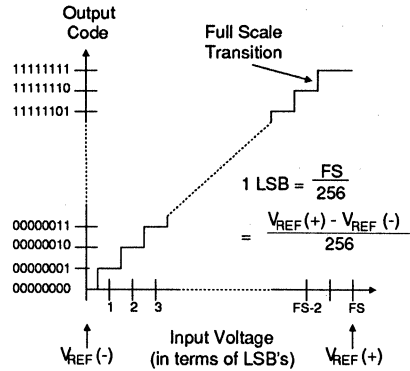 Output
Code
Full Scale
Transition
11111111
11111110
11111101
1 LSB = FS
256
= VREF(+) - VREF (-)
256
00000011
00000010
00000001
00000000
1 2 3 FS-2 FS
VREF(-)
Input Voltage
(in terms of LSB's)
VREF(+)